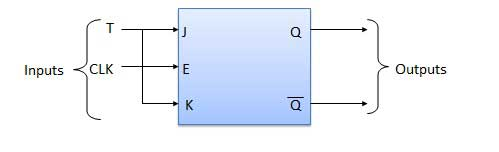 T J Q
Inputs CLK E Outputs
K Q̅